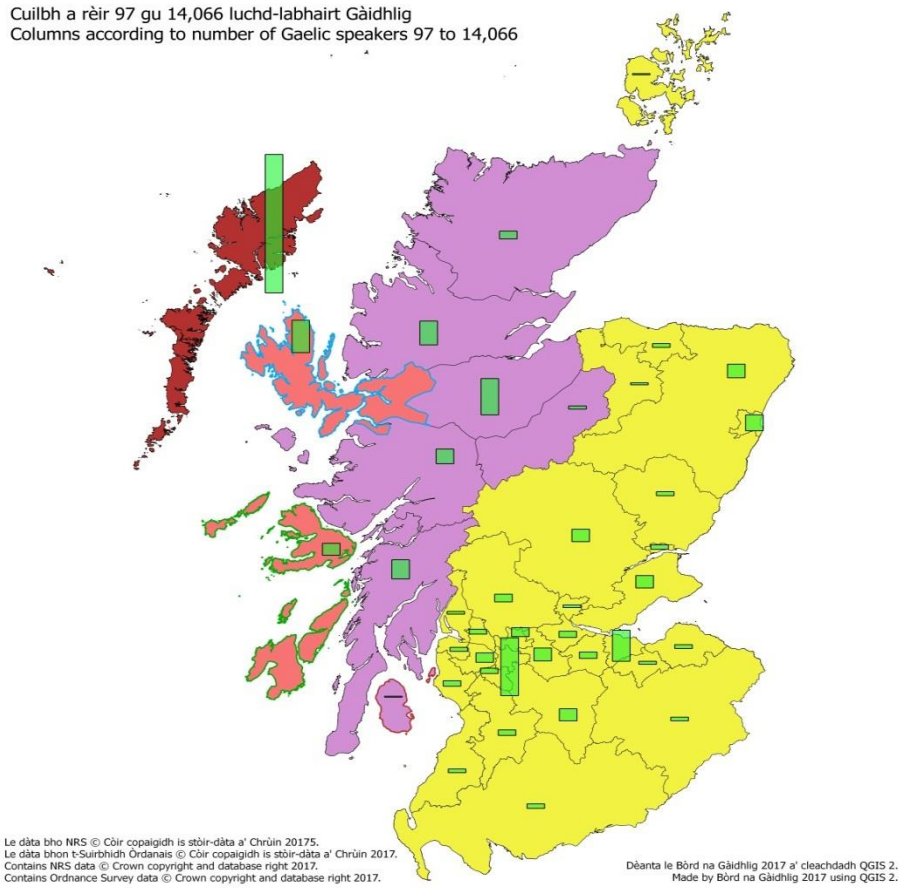 Cuilbh a rèir 97 gu 14,066 luchd-labhairt Gàidhlig
Columns according to number of Gaelic speakers 97 to 14,066
Le dàta bho NRS © Còir copaigidh is stòir-dàta a' Chrùin 20175.
Le dàta bhon t-Suirbhidh Òrdanais © Còir copaigidh is stòir-dàta a' Chrùin 2017.
Contains NRS data © Crown copyright and database right 2017.
Contains Ordnance Survey data © Crown copyright and database right 2017.
Dèanta le Bòrd na Gàidhlig 2017 a' cleachdadh QGIS 2.
Made by Bòrd na Gàidhlig 2017 using QGIS 2.